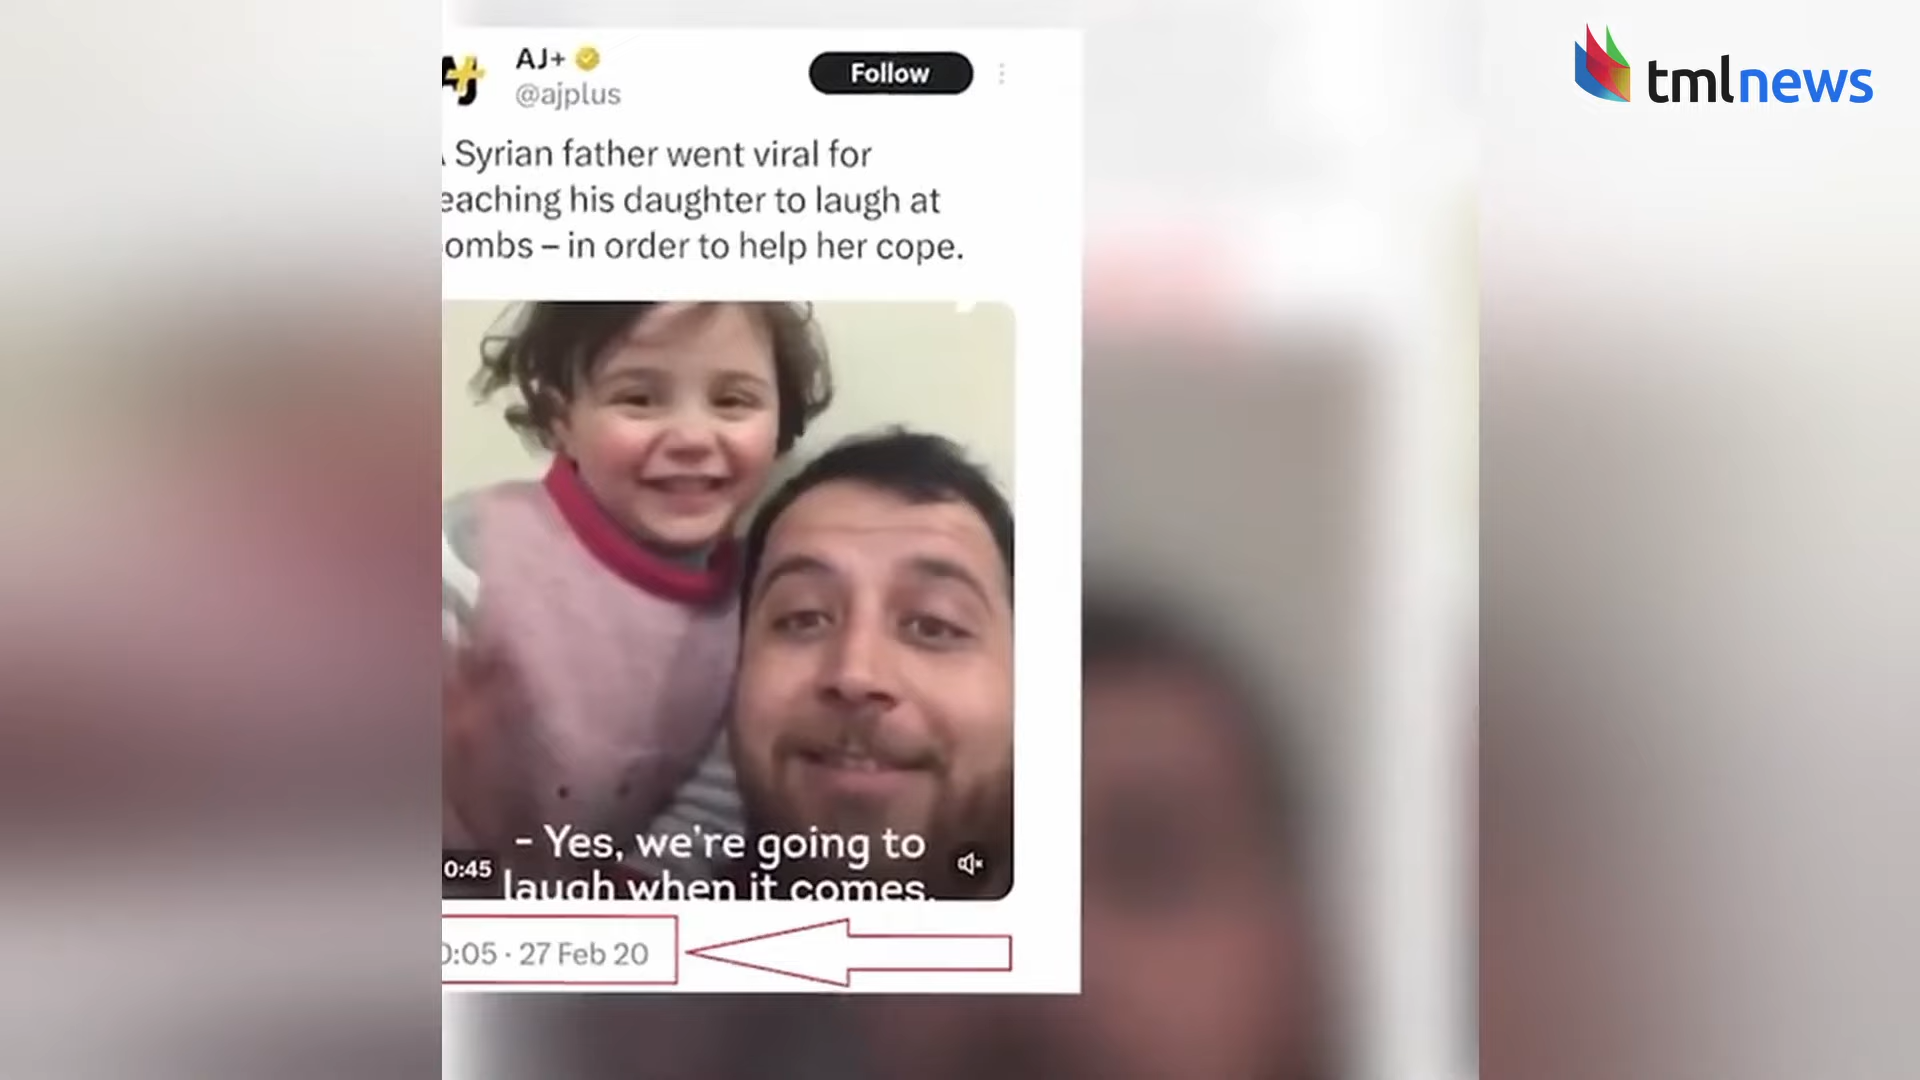 tmlnews
AJ+
@ajplus
Follow
Syrian father went viral for
eaching his daughter to laugh at
ombs – in order to help her cope.
- Yes, we're going to
laugh when it comes.
0:45
0:05 · 27 Feb 20